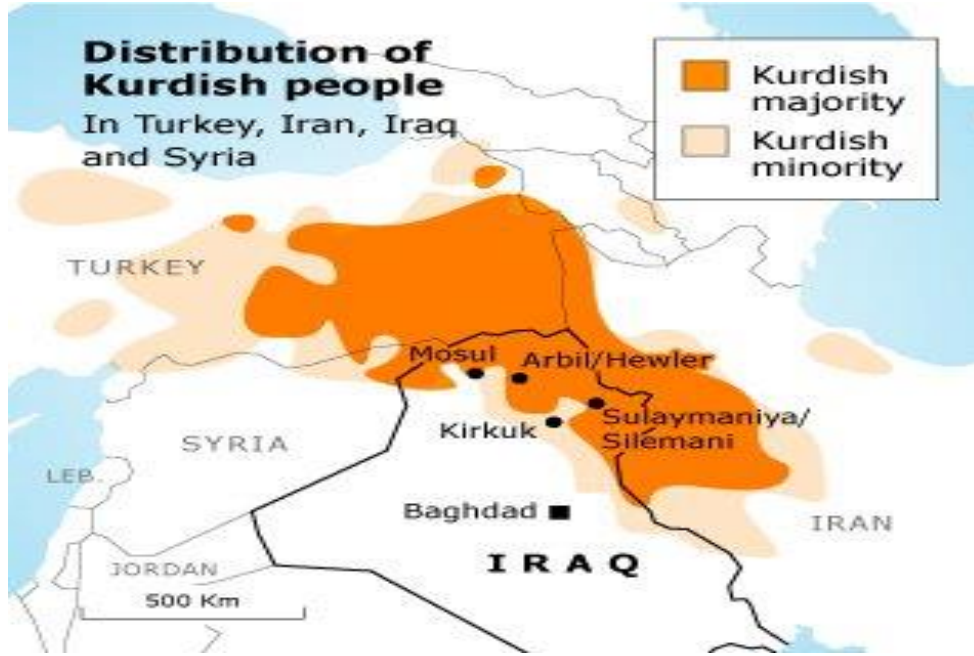 Distribution of
Kurdish people
In Turkey, Iran, Iraq
and Syria
Kurdish
majority
Kurdish
minority
TURKEY
Mosul
Arbil/Hewler
Sulaymaniya/
Silêmani
Kirkuk
SYRIA
LEB.
Baghdad
IRAN
IRAQ
JORDAN
500 Km